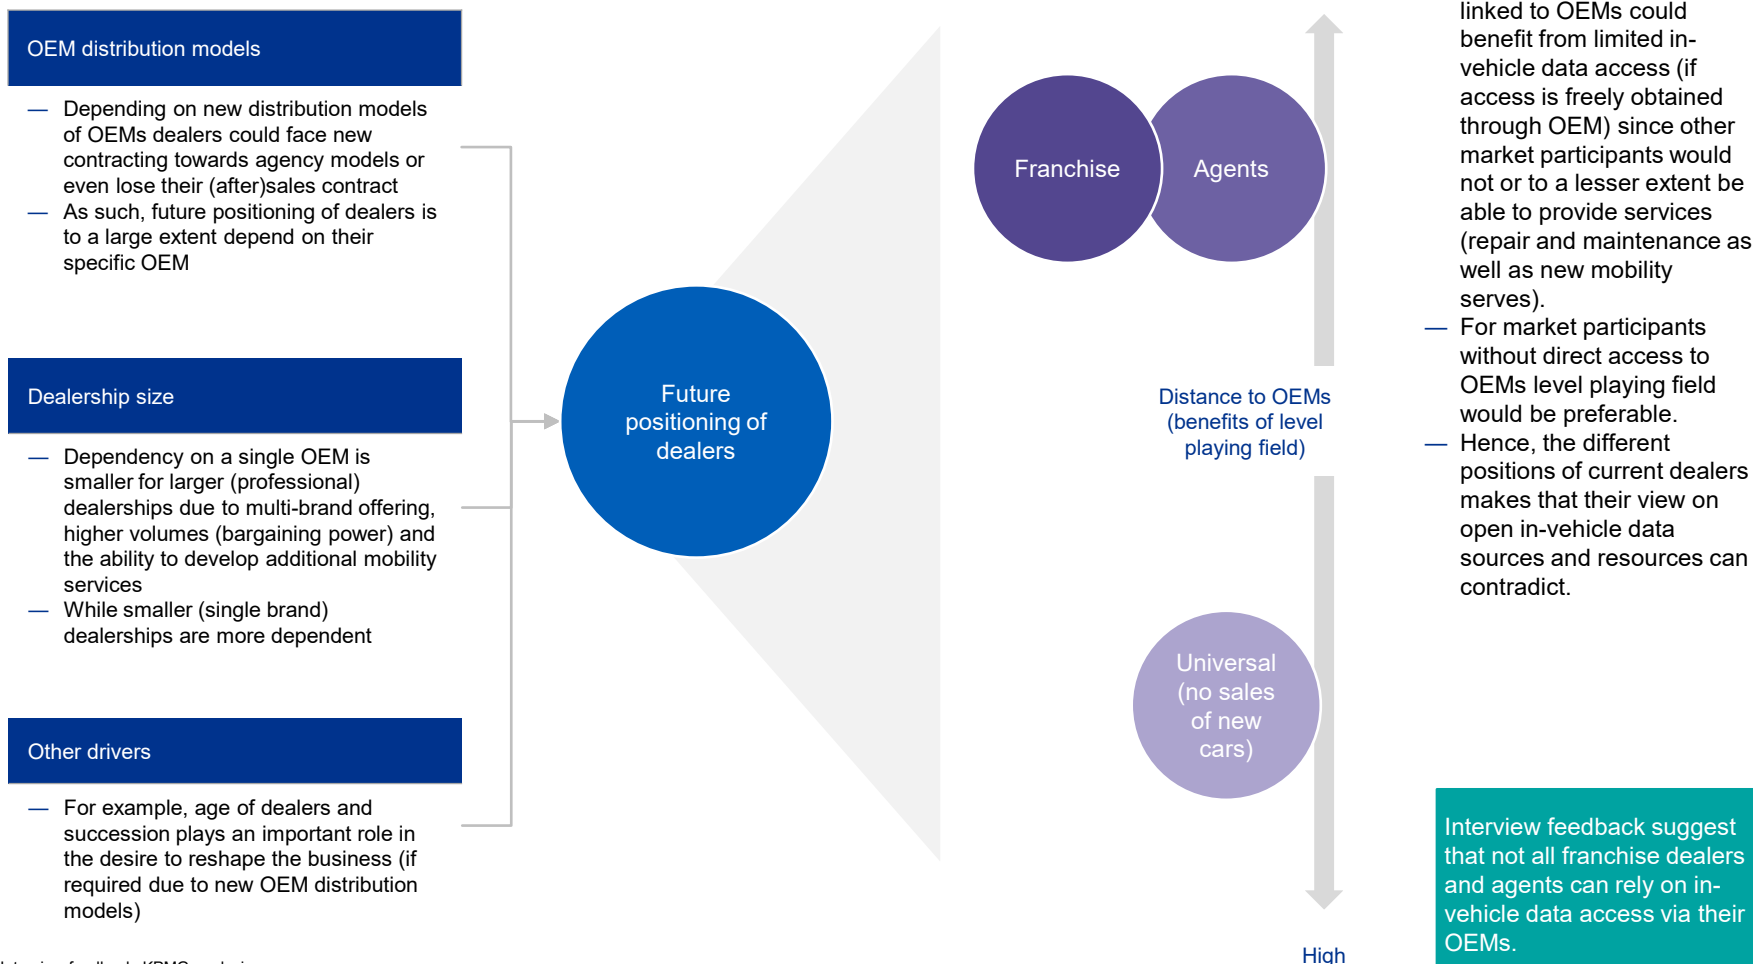 OEM distribution models
— Depending on new distribution models
of OEMs dealers could face new
contracting towards agency models or
even lose their (after)sales contract
— As such, future positioning of dealers is
to a large extent depend on their
specific OEM
Dealership size
— Dependency on a single OEM is
smaller for larger (professional)
dealerships due to multi-brand offering,
higher volumes (bargaining power) and
the ability to develop additional mobility
services
— While smaller (single brand)
dealerships are more dependent
Other drivers
— For example, age of dealers and
succession plays an important role in
the desire to reshape the business (if
required due to new OEM distribution
models)
Future
positioning of
dealers
Franchise
Agents
Distance to OEMs
(benefits of level
playing field)
Universal
(no sales
of new
cars)
High
linked to OEMs could
benefit from limited in-
vehicle data access (if
access is freely obtained
through OEM) since other
market participants would
not or to a lesser extent be
able to provide services
(repair and maintenance as
well as new mobility
serves).
— For market participants
without direct access to
OEMs level playing field
would be preferable.
— Hence, the different
positions of current dealers
makes that their view on
open in-vehicle data
sources and resources can
contradict.
Interview feedback suggest
that not all franchise dealers
and agents can rely on in-
vehicle data access via their
OEMs.